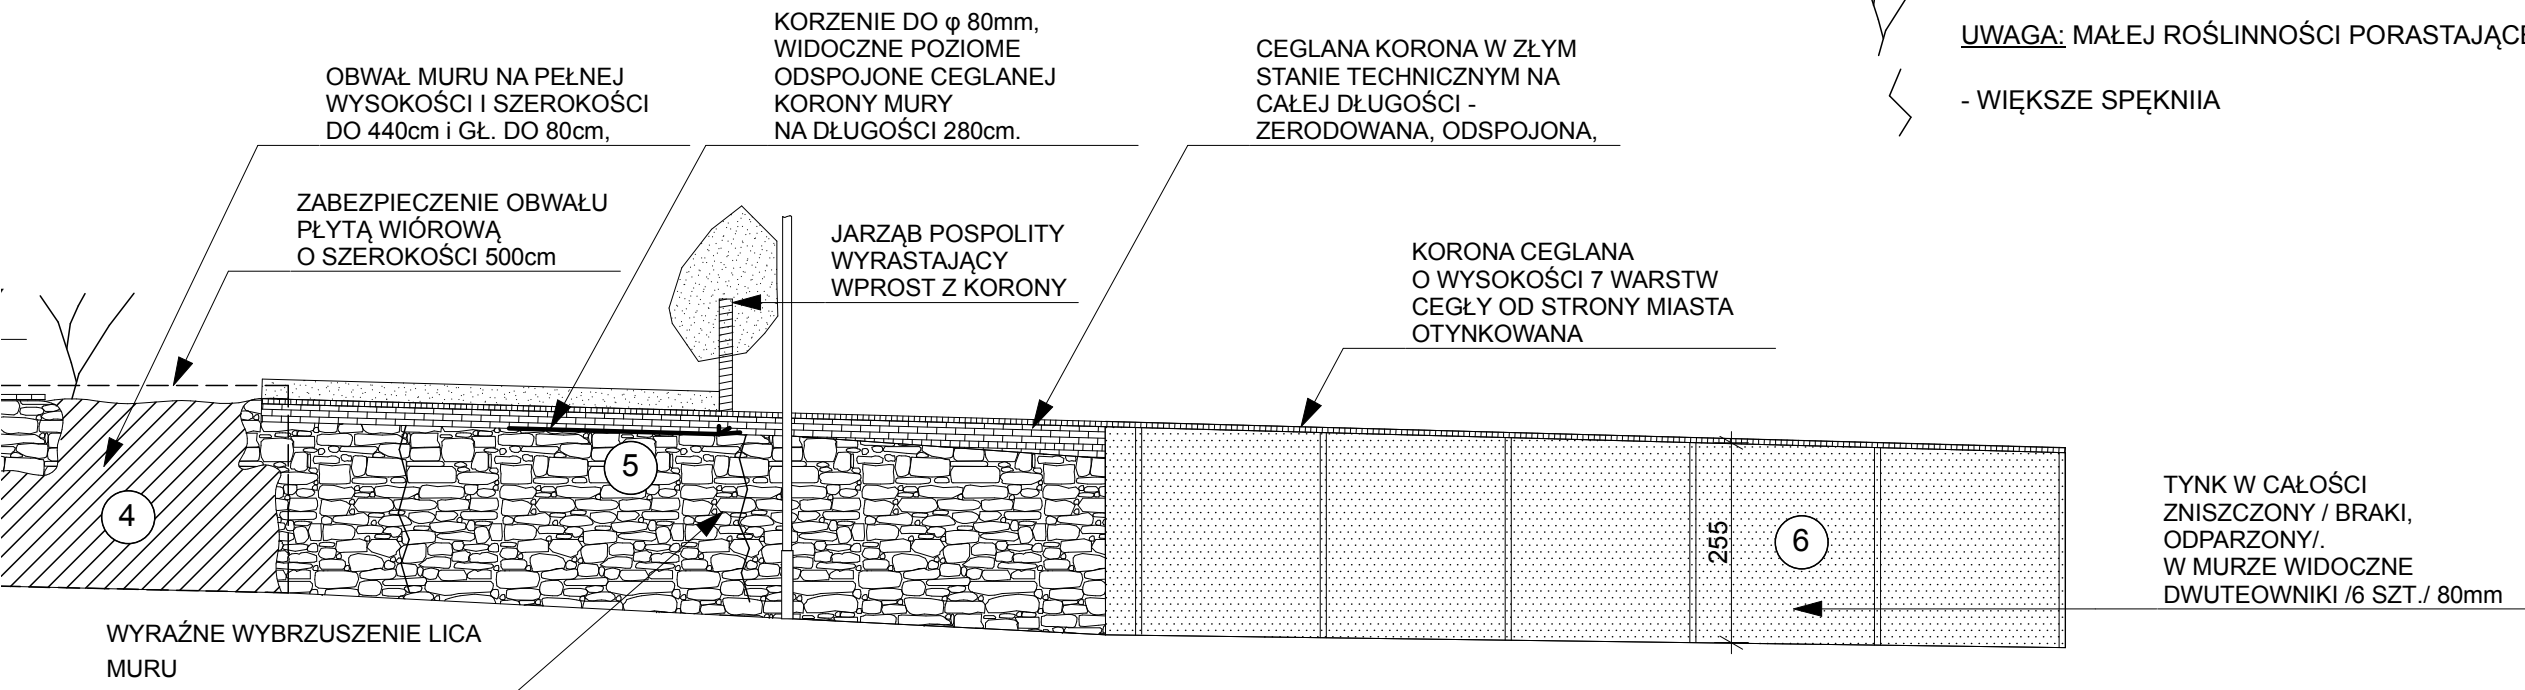 OBWAŁ MURU NA PEŁNEJ
WYSOKOŚCI I SZEROKOŚCI
DO 440cm i GŁ. DO 80cm,
ZABEZPIECZENIE OBWAŁU
PŁYTĄ WIÓROWĄ
O SZEROKOŚCI 500cm
KORZENIE DO φ 80mm,
WIDOCZNE POZIOME
ODSPOJONE CEGLANEJ
KORONY MURY
NA DŁUGOŚCI 280cm.
JARZĄB POSPOLITY
WYRASTAJĄCY
WPROST Z KORONY
CEGLANA KORONA W ZŁYM
STANIE TECHNICZNYM NA
CAŁEJ DŁUGOŚCI -
ZERODOWANA, ODSPOJONA,
KORONA CEGLANA
O WYSOKOŚCI 7 WARSTW
CEGŁY OD STRONY MIASTA
OTYNKOWANA
UWAGA: MAŁEJ ROŚLINNOŚCI PORASTAJĄCE
- WIĘKSZE SPĘKNIIA
4
5
6
255
TYNK W CAŁOŚCI
ZNISZCZONY / BRAKI,
ODPARZONY/.
W MURZE WIDOCZNE
DWUTEOWNIKI /6 SZT./ 80mm
WYRAŹNE WYBRZUSZENIE LICA
MURU